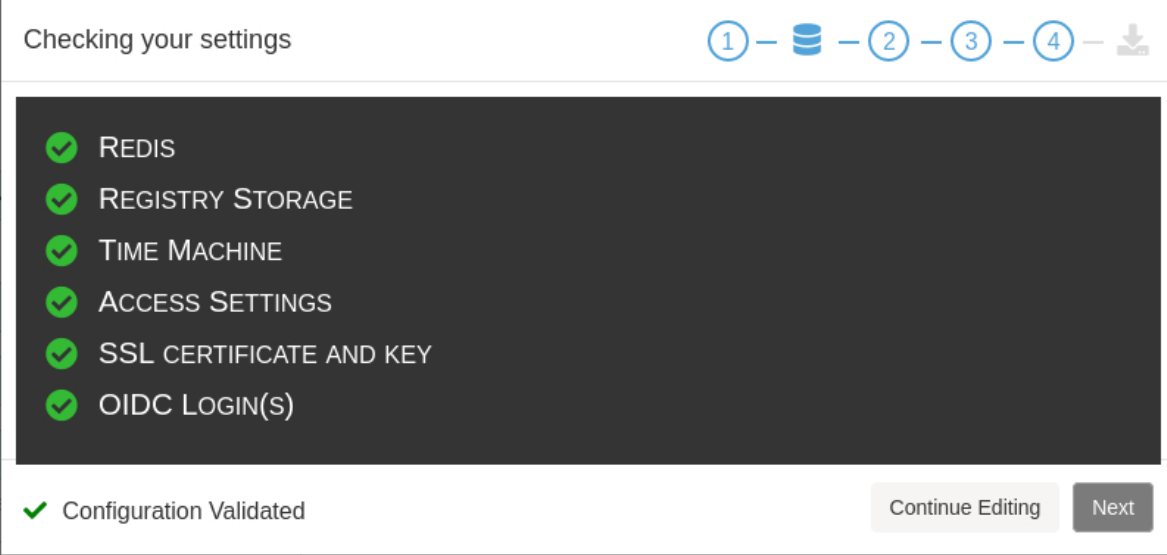 Checking your settings
1
2
3
4
REDIS
REGISTRY STORAGE
TIME MACHINE
ACCESS SETTINGS
SSL CERTIFICATE AND KEY
OIDC LOGIN(S)
Configuration Validated
Continue Editing
Next